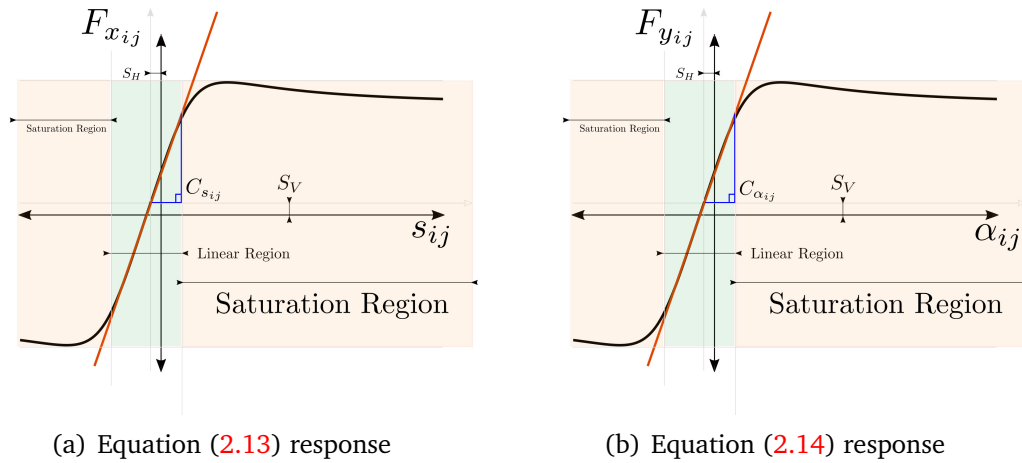 F_{x_{ij}}
S_H
Saturation Region
C_{s_{ij}}
S_V
s_{ij}
Linear Region
Saturation Region
(a) Equation (2.13) response
F_{y_{ij}}
S_H
Saturation Region
C_{α_{ij}}
S_V
α_{ij}
Linear Region
Saturation Region
(b) Equation (2.14) response